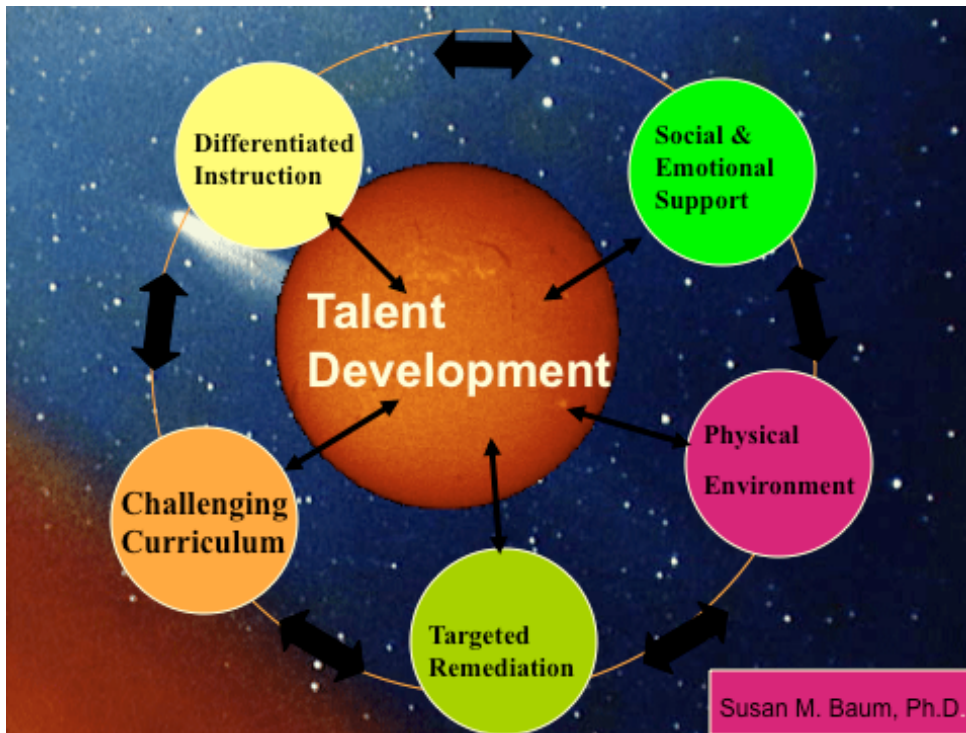 Differentiated
Instruction
Social &
Emotional
Support
Talent
Development
Physical
Environment
Challenging
Curriculum
Targeted
Remediation
Susan M. Baum, Ph.D.